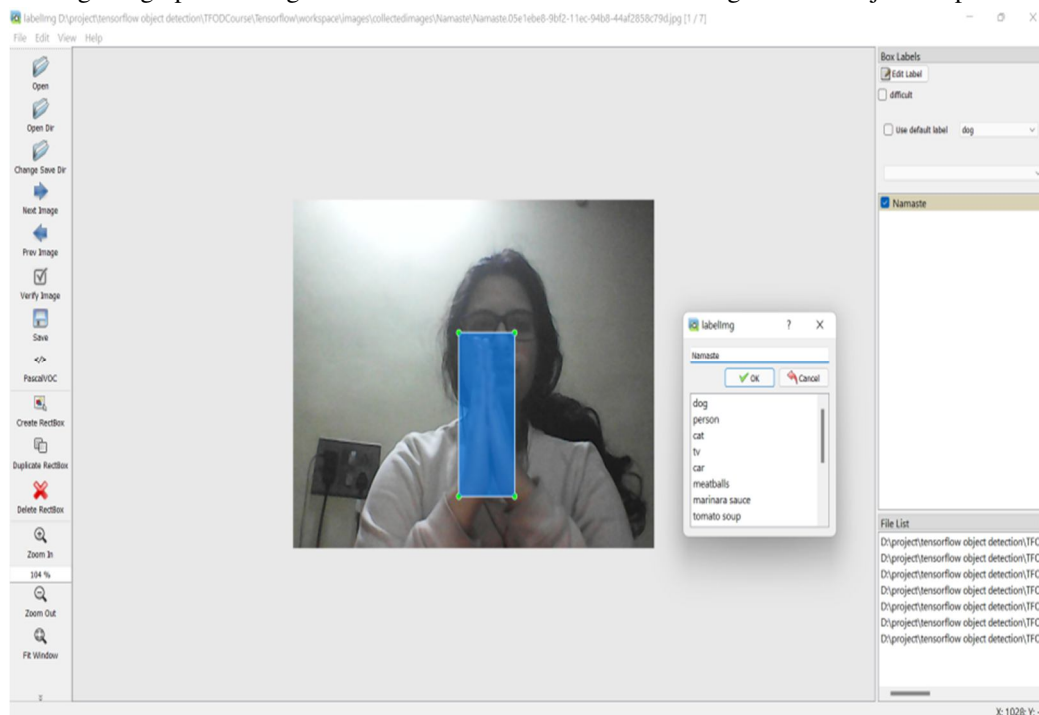 labelImg D:\project\tensorflow object detection\TFODCourse\Tensorflow\workspace\images\collectedimages\Namaste\Namaste.05e1ebe8-9bf2-11ec-94b8-44af2858c79d.jpg [1 / 7]
File Edit View Help
Open
Open Dir
Change Save Dir
Next Image
Prev Image
Verify Image
Save
</>
PascalVOC
Create RectBox
Duplicate RectBox
Delete RectBox
Zoom In
104 %
Zoom Out
Fit Window
labelImg ? X
Namaste
OK Cancel
dog
person
cat
tv
car
meatballs
marinara sauce
tomato soup
Box Labels
Edit Label
difficult
Use default label dog
Namaste
File List
D:\project\tensorflow object detection\TFO
D:\project\tensorflow object detection\TFO
D:\project\tensorflow object detection\TFO
D:\project\tensorflow object detection\TFO
D:\project\tensorflow object detection\TFO
D:\project\tensorflow object detection\TFO
D:\project\tensorflow object detection\TFO
X: 1028; Y: